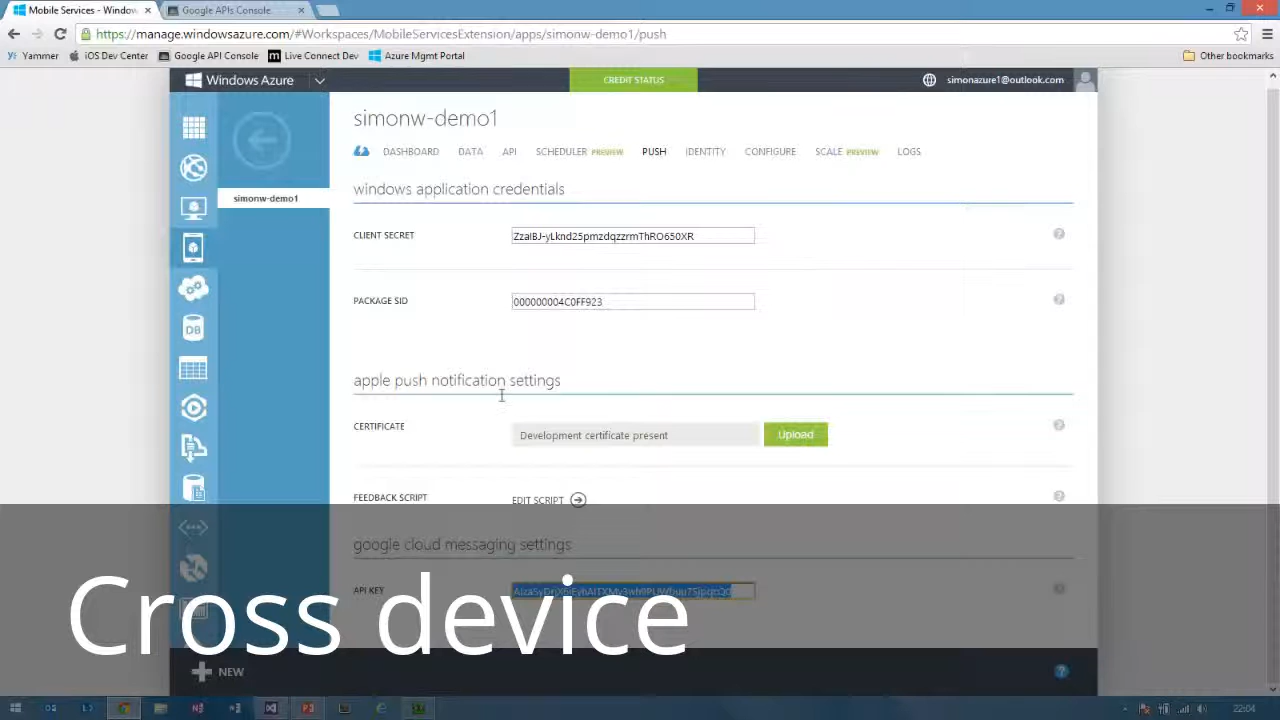 Mobile Services - Window
Google APIs Console
https://manage.windowsazure.com/#Workspaces/MobileServicesExtension/apps/simonw-demo1/push
Yammer
iOS Dev Center
Google API Console
Live Connect Dev
Azure Mgmt Portal
Other bookmarks
Windows Azure
CREDIT STATUS
simonazure1@outlook.com
simonw-demo1
DASHBOARD DATA API SCHEDULER PREVIEW PUSH IDENTITY CONFIGURE SCALE PREVIEW LOGS
simonw-demo1
windows application credentials
CLIENT SECRET
PACKAGE SID
000000004C0FF923
apple push notification settings
CERTIFICATE
Development certificate present
Upload
FEEDBACK SCRIPT
EDIT SCRIPT
google cloud messaging settings
API KEY
Cross device
NEW
22:04